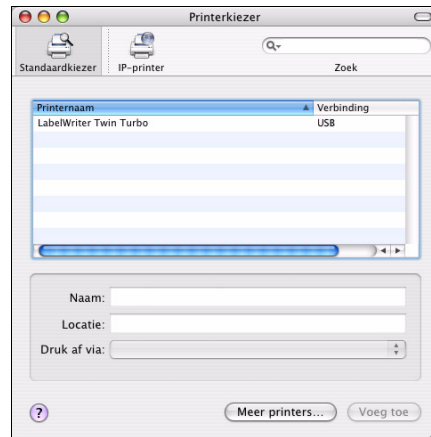 Printerkiezer
Standaardkiezer
IP-printer
Zoek
Printernaam
Verbinding
LabelWriter Twin Turbo
USB
Naam:
Locatie:
Druk af via:
?
Meer printers...
Voeg toe